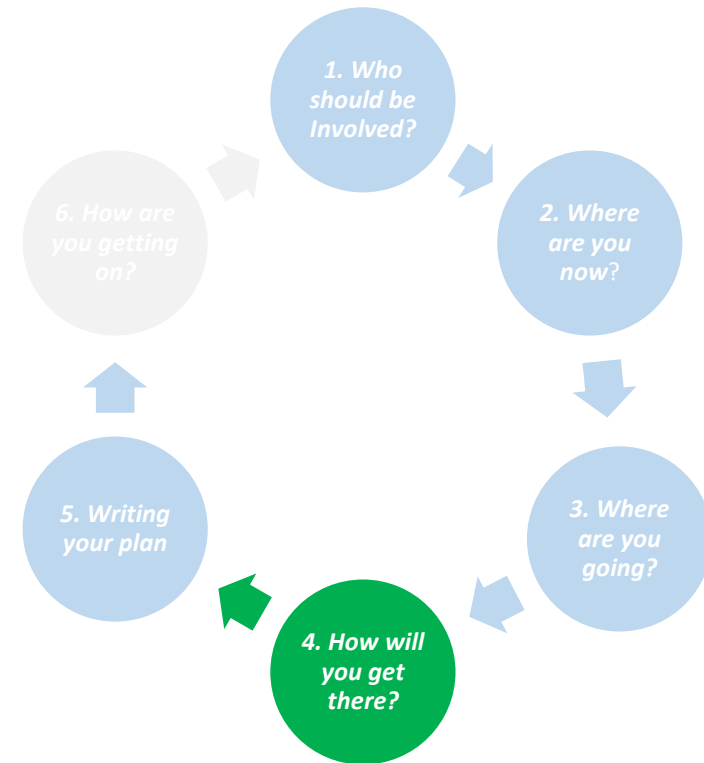 1. Who
should be
Involved?
2. Where
are you
now?
3. Where
are you
going?
4. How will
you get
there?
5. Writing
your plan
6. How are
you getting
on?